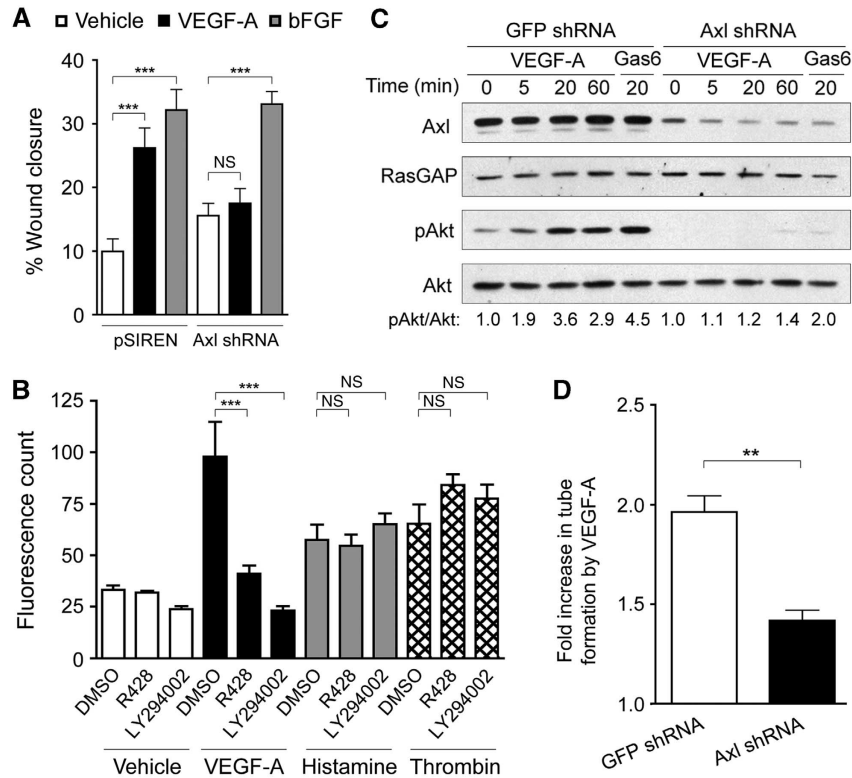 A
Vehicle VEGF-A bFGF
% Wound closure
40
30
20
10
0
*** *** *** NS
pSIREN Axl shRNA
C
GFP shRNA Axl shRNA
VEGF-A Gas6 VEGF-A Gas6
Time (min) 0 5 20 60 20 0 5 20 60 20
Axl
RasGAP
pAkt
Akt
pAkt/Akt: 1.0 1.9 3.6 2.9 4.5 1.0 1.1 1.2 1.4 2.0
B
Fluorescence count
125
100
75
50
25
0
*** NS NS
*** NS NS
DMSO R428 LY294002 DMSO R428 LY294002 DMSO R428 LY294002 DMSO R428 LY294002
Vehicle VEGF-A Histamine Thrombin
D
Fold increase in tube
formation by VEGF-A
2.5
2.0
1.5
1.0
**
GFP shRNA Axl shRNA